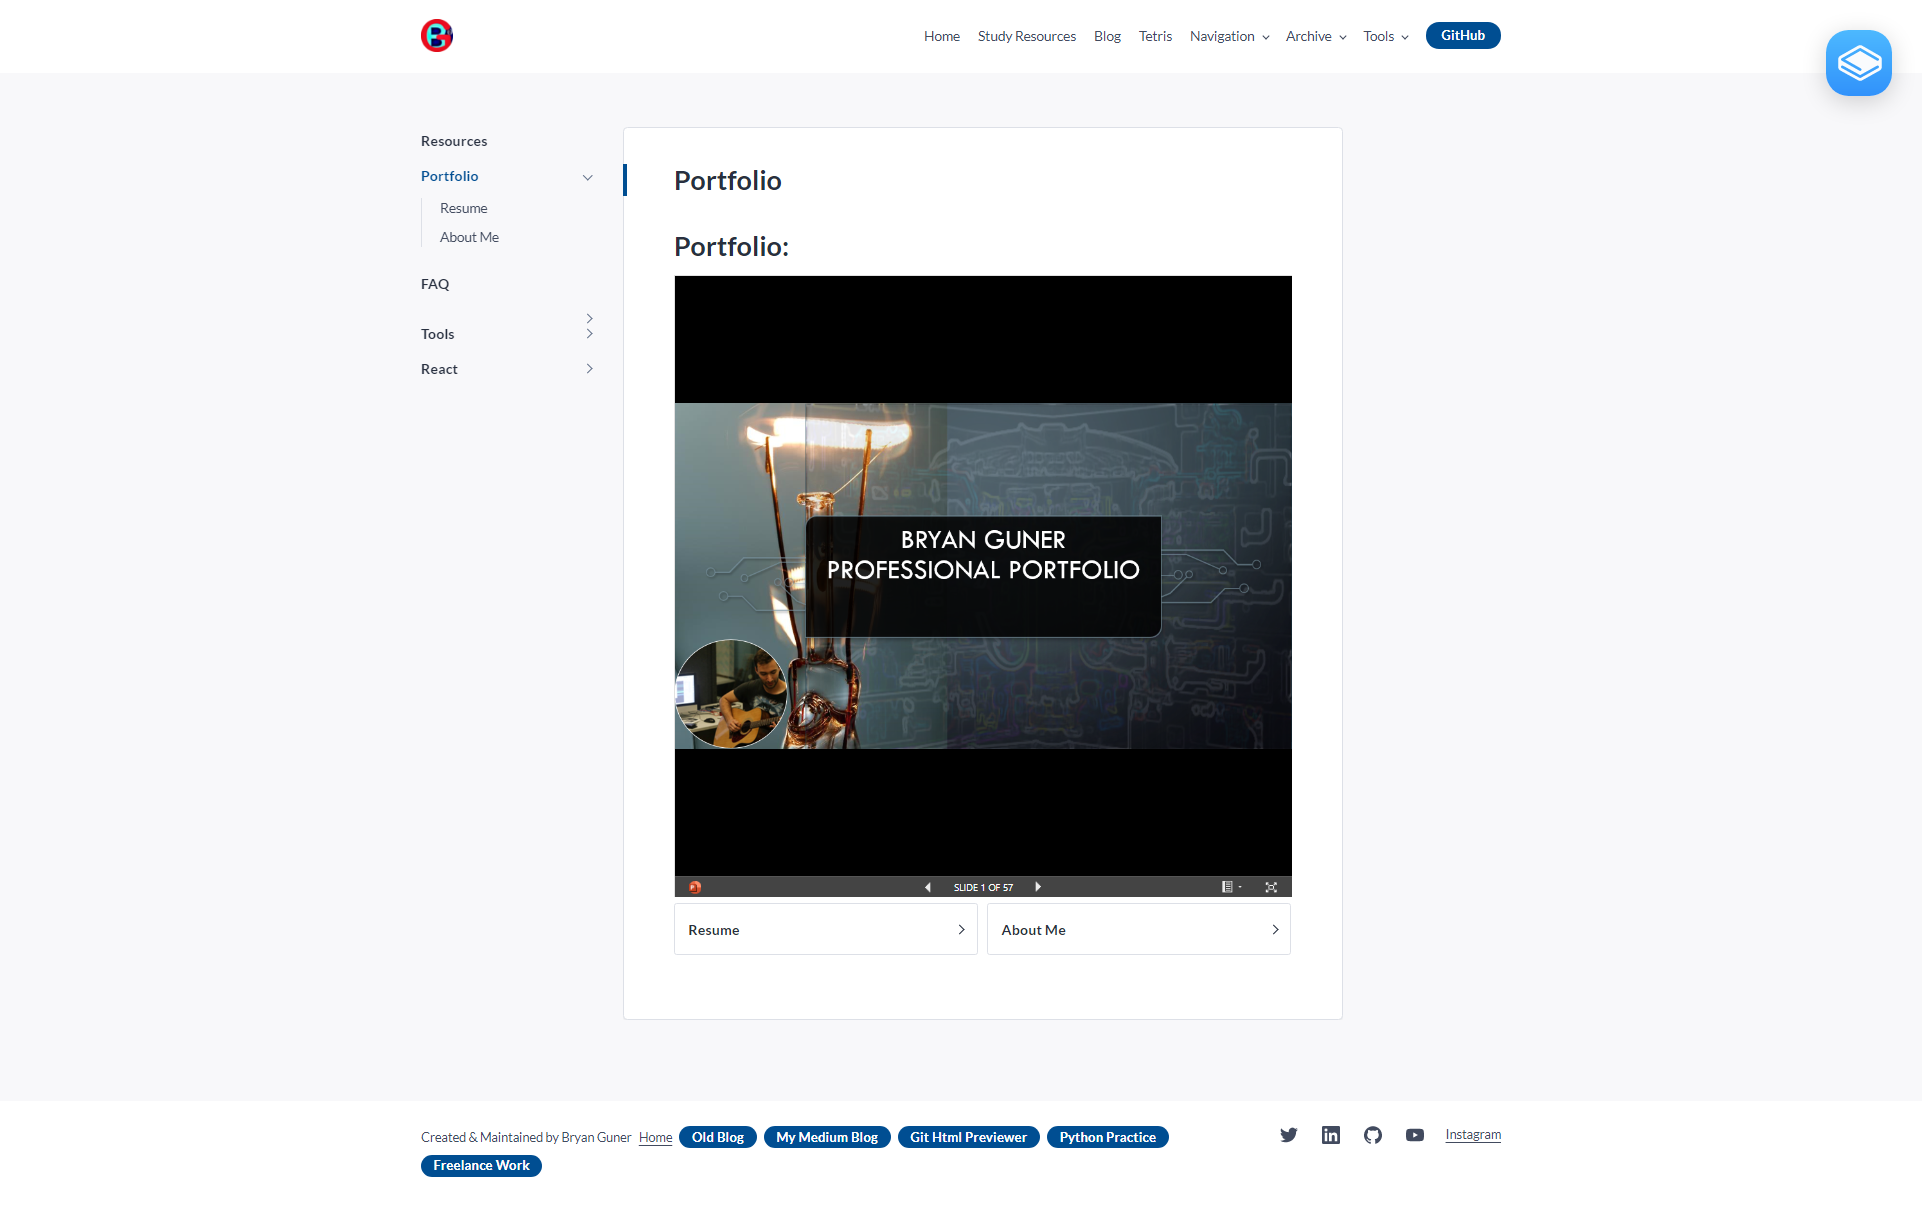 Home Study Resources Blog Tetris Navigation Archive Tools GitHub
Resources
Portfolio
Resume
About Me
FAQ
Tools
React
Portfolio
Portfolio:
BRYAN GUNER
PROFESSIONAL PORTFOLIO
SLIDE 1 OF 57
Resume
About Me
Created & Maintained by Bryan Guner Home Old Blog My Medium Blog Git Html Previewer Python Practice
Freelance Work
Instagram